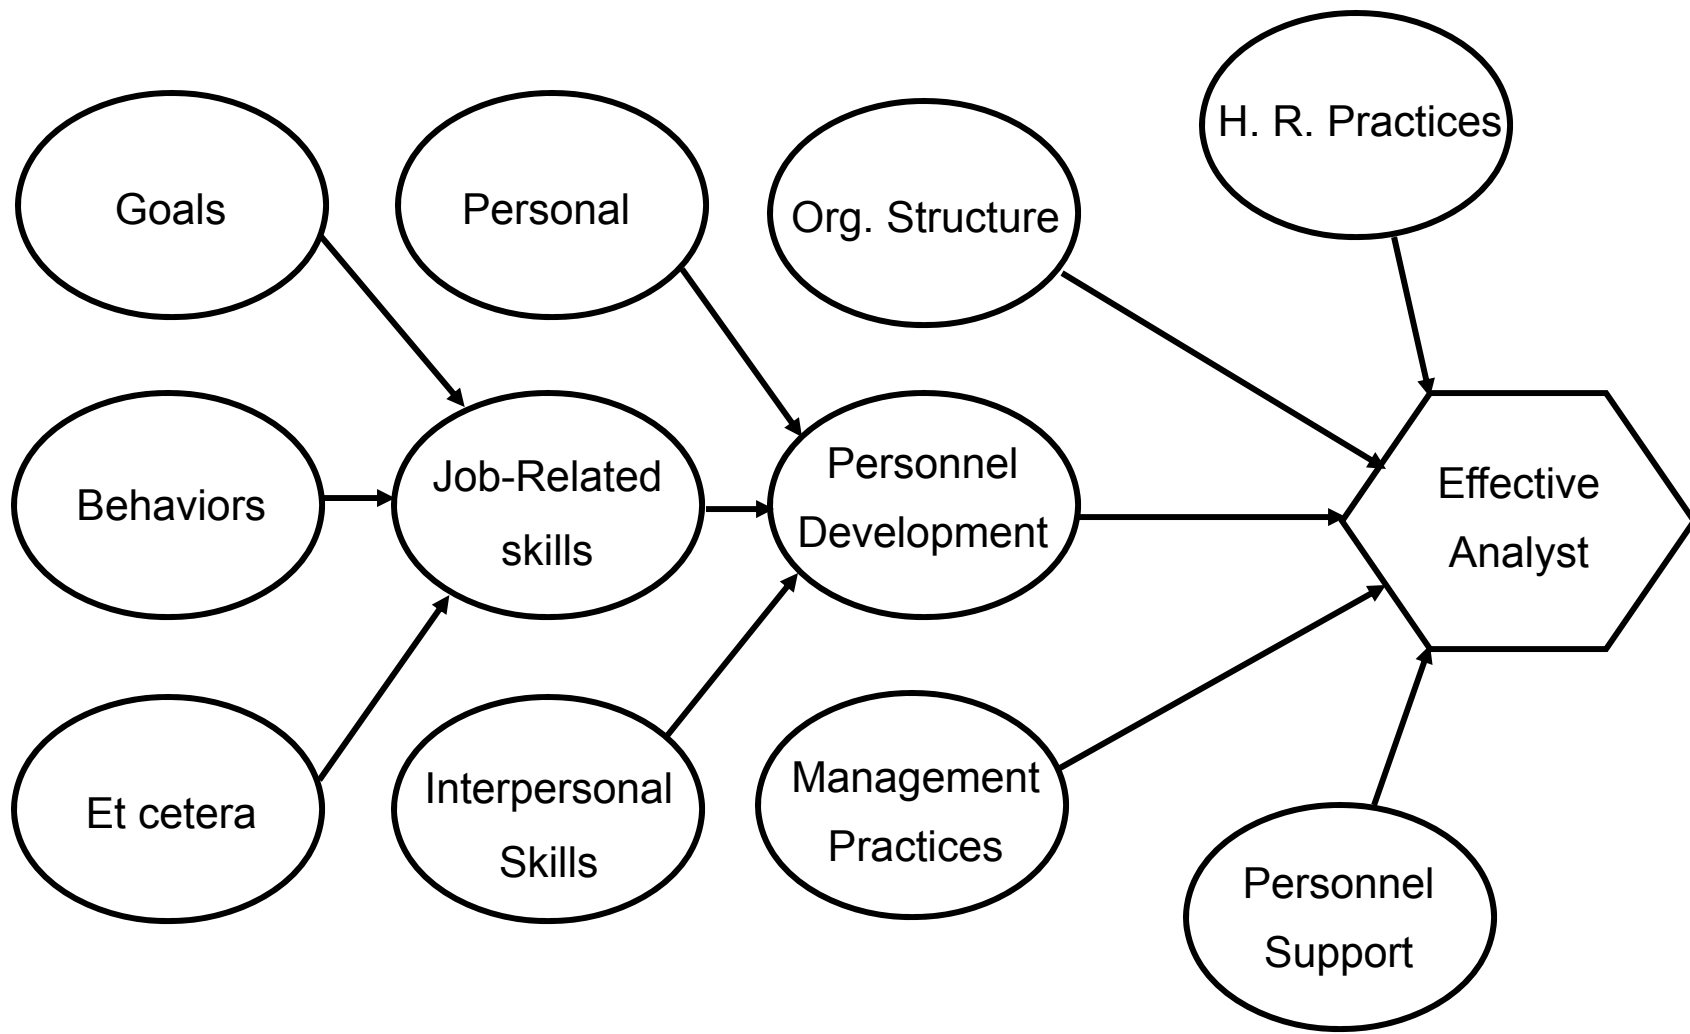 H. R. Practices
Goals
Personal
Org. Structure
Behaviors
Job-Related
skills
Personnel
Development
Effective
Analyst
Et cetera
Interpersonal
Skills
Management
Practices
Personnel
Support